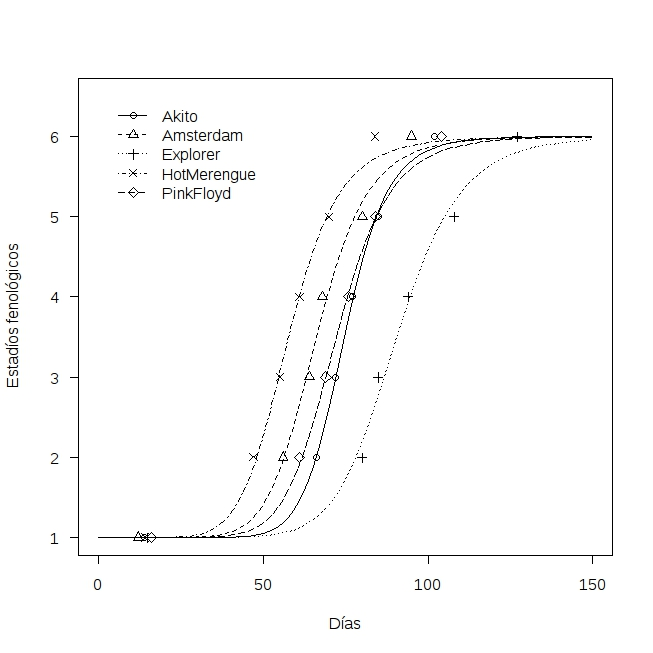 Akito
Amsterdam
Explorer
HotMerengue
PinkFloyd
6
5
4
3
2
1
Estadíos fenológicos
0 50 100 150
Días